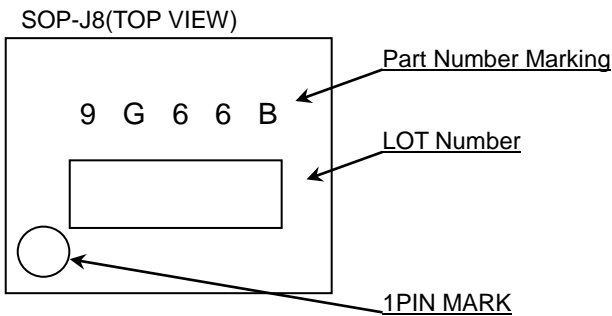 SOP-J8(TOP VIEW)
Part Number Marking
9 G 6 6 B
LOT Number
1PIN MARK